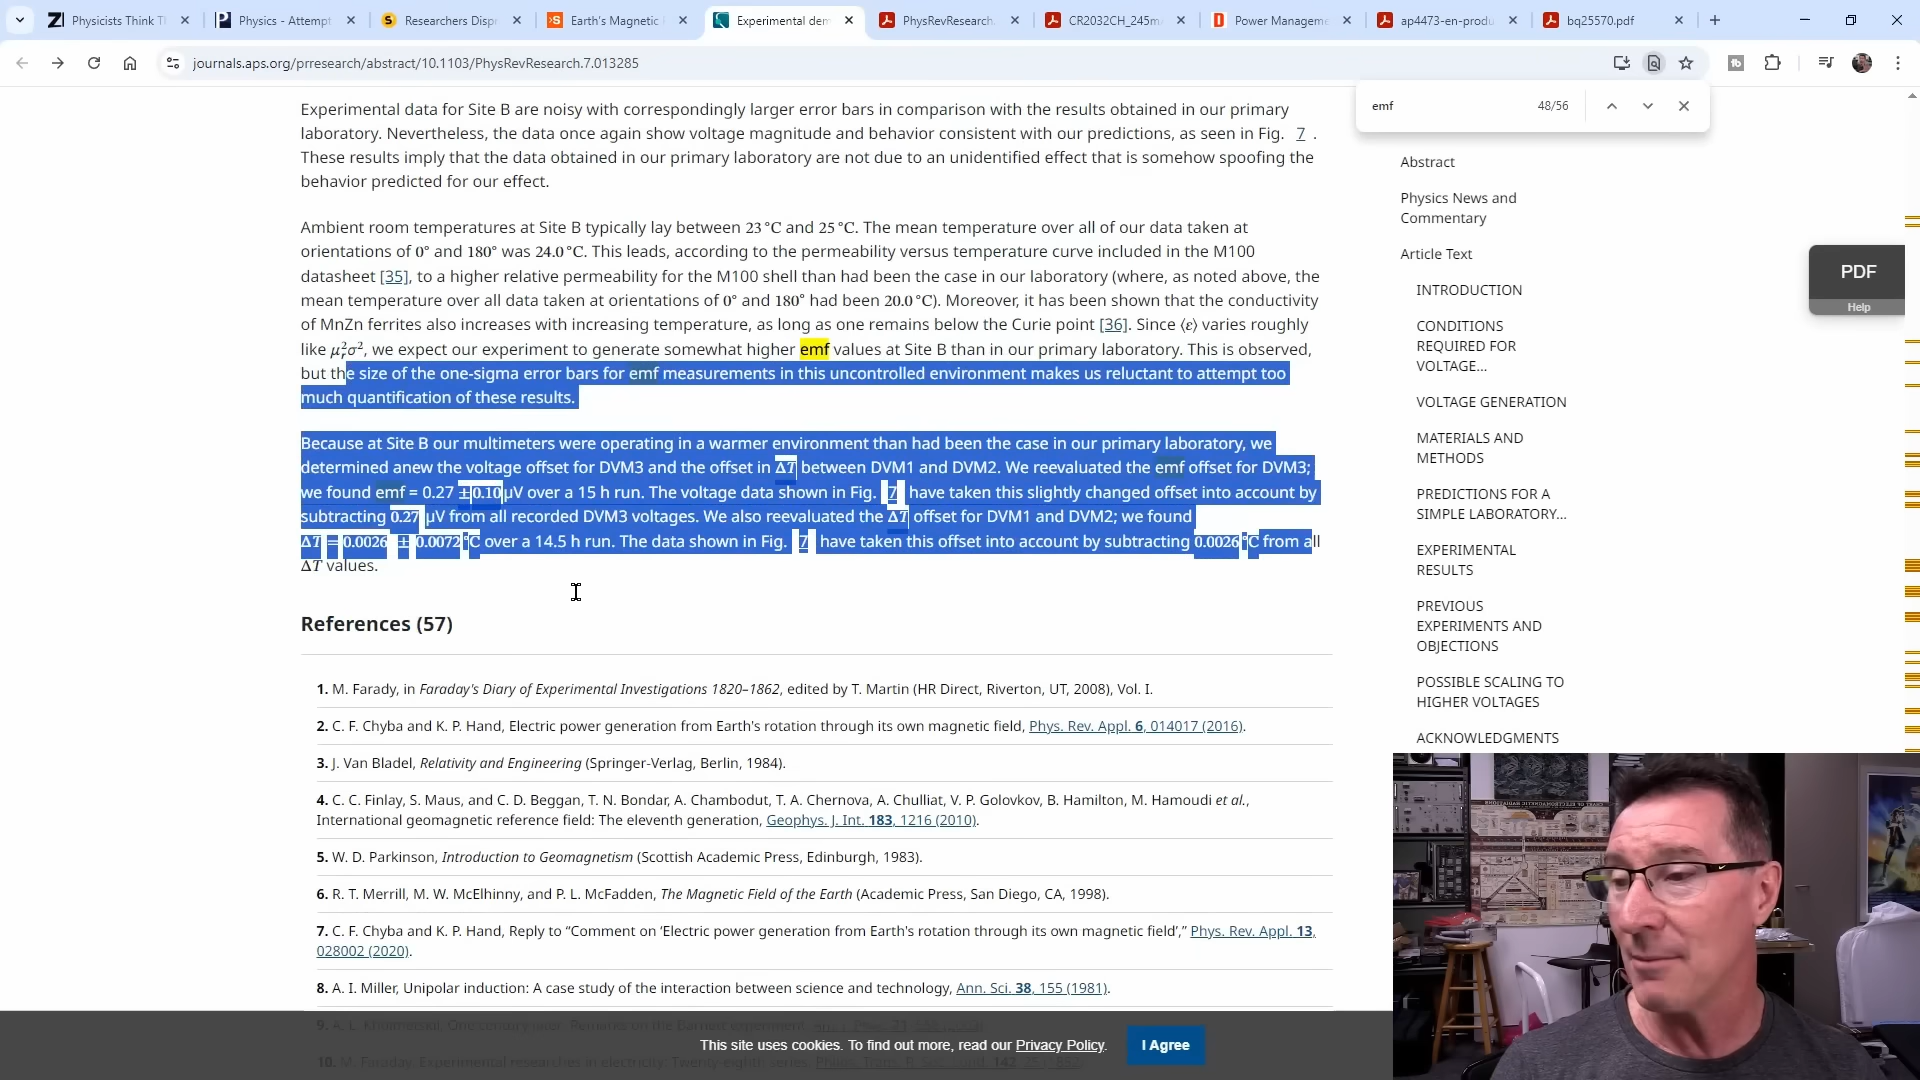 Physicists Think T
Physics - Attempt
Researchers Disp
Earth's Magnetic
Experimental dem
PhysRevResearch.
CR2032CH_245m
Power Manageme
ap4473-en-produ
bq25570.pdf
journals.aps.org/prresearch/abstract/10.1103/PhysRevResearch.7.013285
emf
48/56
Experimental data for Site B are noisy with correspondingly larger error bars in comparison with the results obtained in our primary
laboratory. Nevertheless, the data once again show voltage magnitude and behavior consistent with our predictions, as seen in Fig. 7 .
These results imply that the data obtained in our primary laboratory are not due to an unidentified effect that is somehow spoofing the
behavior predicted for our effect.
Ambient room temperatures at Site B typically lay between 23 °C and 25 °C. The mean temperature over all of our data taken at
orientations of 0° and 180° was 24.0 °C. This leads, according to the permeability versus temperature curve included in the M100
datasheet [35], to a higher relative permeability for the M100 shell than had been the case in our laboratory (where, as noted above, the
mean temperature over all data taken at orientations of 0° and 180° had been 20.0 °C). Moreover, it has been shown that the conductivity
of MnZn ferrites also increases with increasing temperature, as long as one remains below the Curie point [36]. Since ⟨ε⟩ varies roughly
like μ²ᵣσ², we expect our experiment to generate somewhat higher emf values at Site B than in our primary laboratory. This is observed,
but the size of the one-sigma error bars for emf measurements in this uncontrolled environment makes us reluctant to attempt too
much quantification of these results.
Because at Site B our multimeters were operating in a warmer environment than had been the case in our primary laboratory, we
determined anew the voltage offset for DVM3 and the offset in ΔT between DVM1 and DVM2. We reevaluated the emf offset for DVM3;
we found emf = 0.27 ±0.10 μV over a 15 h run. The voltage data shown in Fig. 7 have taken this slightly changed offset into account by
subtracting 0.27 μV from all recorded DVM3 voltages. We also reevaluated the ΔT offset for DVM1 and DVM2; we found
ΔT = 0.0026 ± 0.0072 °C over a 14.5 h run. The data shown in Fig. 7 have taken this offset into account by subtracting 0.0026 °C from all
ΔT values.
References (57)
1. M. Farady, in Faraday's Diary of Experimental Investigations 1820–1862, edited by T. Martin (HR Direct, Riverton, UT, 2008), Vol. I.
2. C. F. Chyba and K. P. Hand, Electric power generation from Earth's rotation through its own magnetic field, Phys. Rev. Appl. 6, 014017 (2016).
3. J. Van Bladel, Relativity and Engineering (Springer-Verlag, Berlin, 1984).
4. C. C. Finlay, S. Maus, and C. D. Beggan, T. N. Bondar, A. Chambodut, T. A. Chernova, A. Chulliat, V. P. Golovkov, B. Hamilton, M. Hamoudi et al.,
International geomagnetic reference field: The eleventh generation, Geophys. J. Int. 183, 1216 (2010).
5. W. D. Parkinson, Introduction to Geomagnetism (Scottish Academic Press, Edinburgh, 1983).
6. R. T. Merrill, M. W. McElhinny, and P. L. McFadden, The Magnetic Field of the Earth (Academic Press, San Diego, CA, 1998).
7. C. F. Chyba and K. P. Hand, Reply to “Comment on ‘Electric power generation from Earth's rotation through its own magnetic field’,” Phys. Rev. Appl. 13,
028002 (2020).
8. A. I. Miller, Unipolar induction: A case study of the interaction between science and technology, Ann. Sci. 38, 155 (1981).
Abstract
Physics News and
Commentary
Article Text
INTRODUCTION
CONDITIONS
REQUIRED FOR
VOLTAGE...
VOLTAGE GENERATION
MATERIALS AND
METHODS
PREDICTIONS FOR A
SIMPLE LABORATORY...
EXPERIMENTAL
RESULTS
PREVIOUS
EXPERIMENTS AND
OBJECTIONS
POSSIBLE SCALING TO
HIGHER VOLTAGES
ACKNOWLEDGMENTS
PDF
Help
This site uses cookies. To find out more, read our Privacy Policy.
I Agree